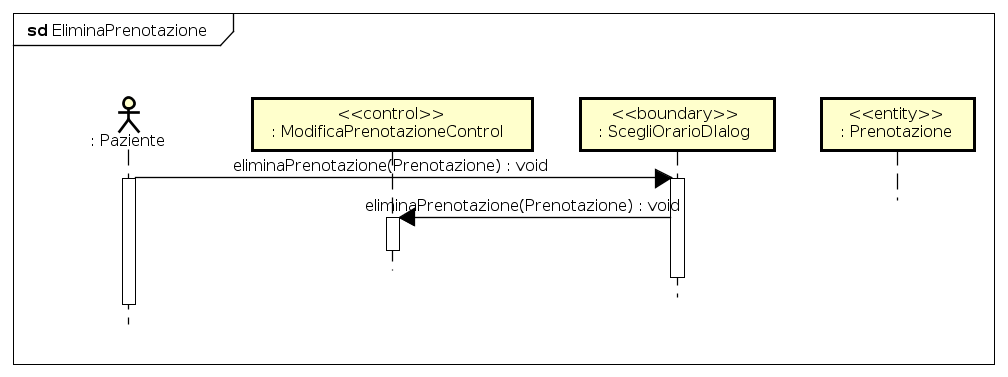 sd EliminaPrenotazione
: Paziente
<<control>>
: ModificaPrenotazioneControl
<<boundary>>
: ScegliOrarioDIalog
<<entity>>
: Prenotazione
eliminaPrenotazione(Prenotazione) : void
eliminaPrenotazione(Prenotazione) : void